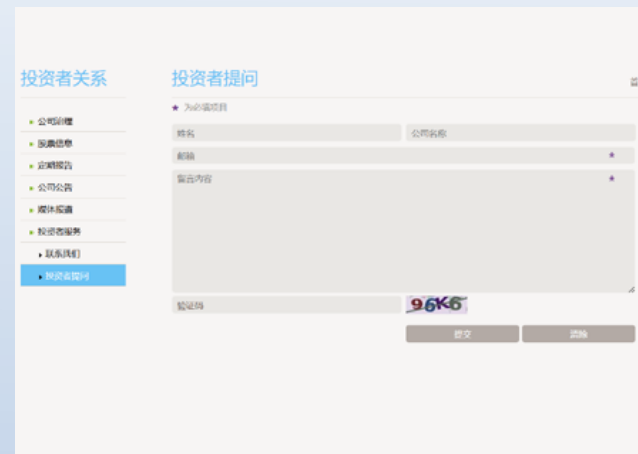 投资者关系
投资者提问
★ 为必填项目
公司治理
股票信息
定期报告
公司公告
媒体报道
投资者服务
联系我们
投资者提问
姓名
公司名称
邮箱 ★
留言内容 ★
验证码
96K6
提交
清除